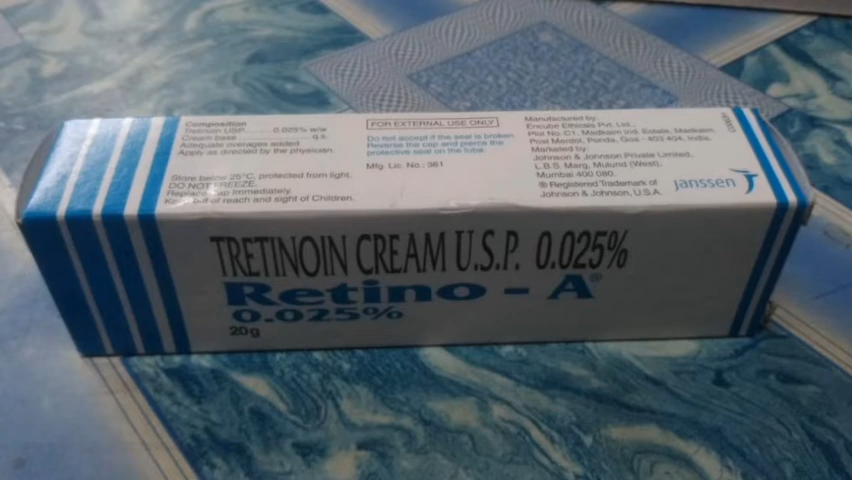 Composition
Tretinoin USP.......... 0.025% w/w
Cream base .................... q.s.
Adequate overages added
Apply as directed by the physician.
Store below 25°C, protected from light.
DO NOT FREEZE.
Replace cap immediately.
Keep out of reach and sight of Children.
FOR EXTERNAL USE ONLY
Do not accept if the seal is broken.
Reverse the cap and pierce the
protective seal on the tube.
Mfg. Lic. No.: 361
Manufactured by:
Encube Ethicals Pvt. Ltd.,
Plot No. C1, Madkaim Ind. Estate, Madkaim,
Post Mardol, Ponda, Goa - 403 404, India.
Marketed by:
Johnson & Johnson Private Limited,
L.B.S. Marg, Mulund (West),
Mumbai 400 080.
® Registered Trademark of
Johnson & Johnson, U.S.A.
janssen
TRETINOIN CREAM U.S.P. 0.025%
Retino - A®
0.025%
20g